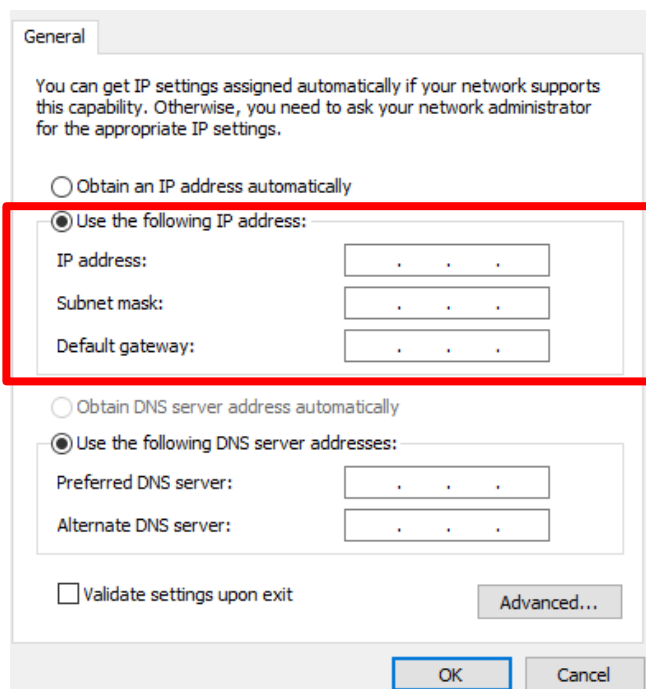 General
You can get IP settings assigned automatically if your network supports
this capability. Otherwise, you need to ask your network administrator
for the appropriate IP settings.
Obtain an IP address automatically
Use the following IP address:
IP address: . . .
Subnet mask: . . .
Default gateway: . . .
Obtain DNS server address automatically
Use the following DNS server addresses:
Preferred DNS server: . . .
Alternate DNS server: . . .
Validate settings upon exit
Advanced...
OK Cancel